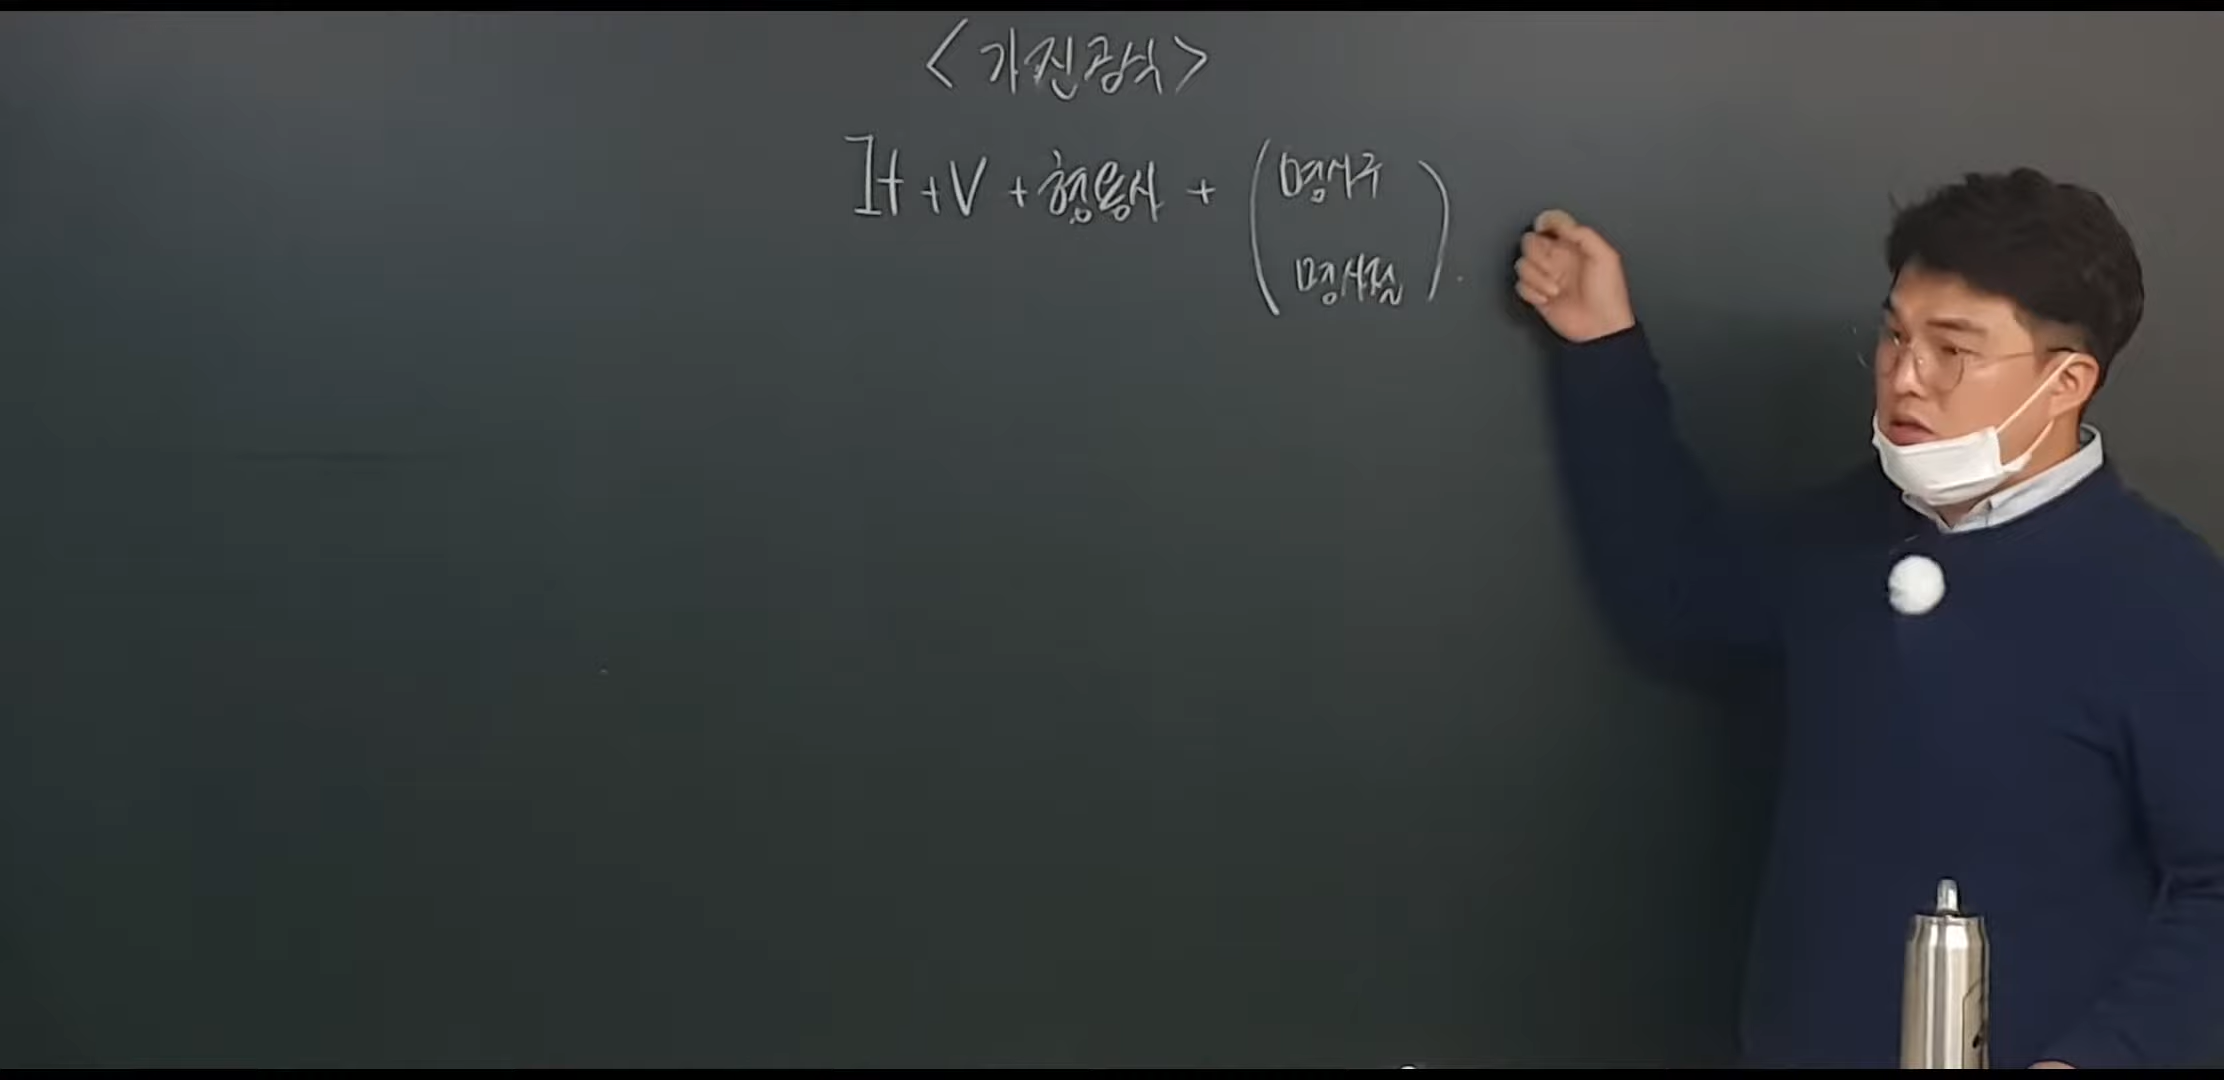 <가진공식>
It + V + 형용사 + ( 명사구
명사절 ).